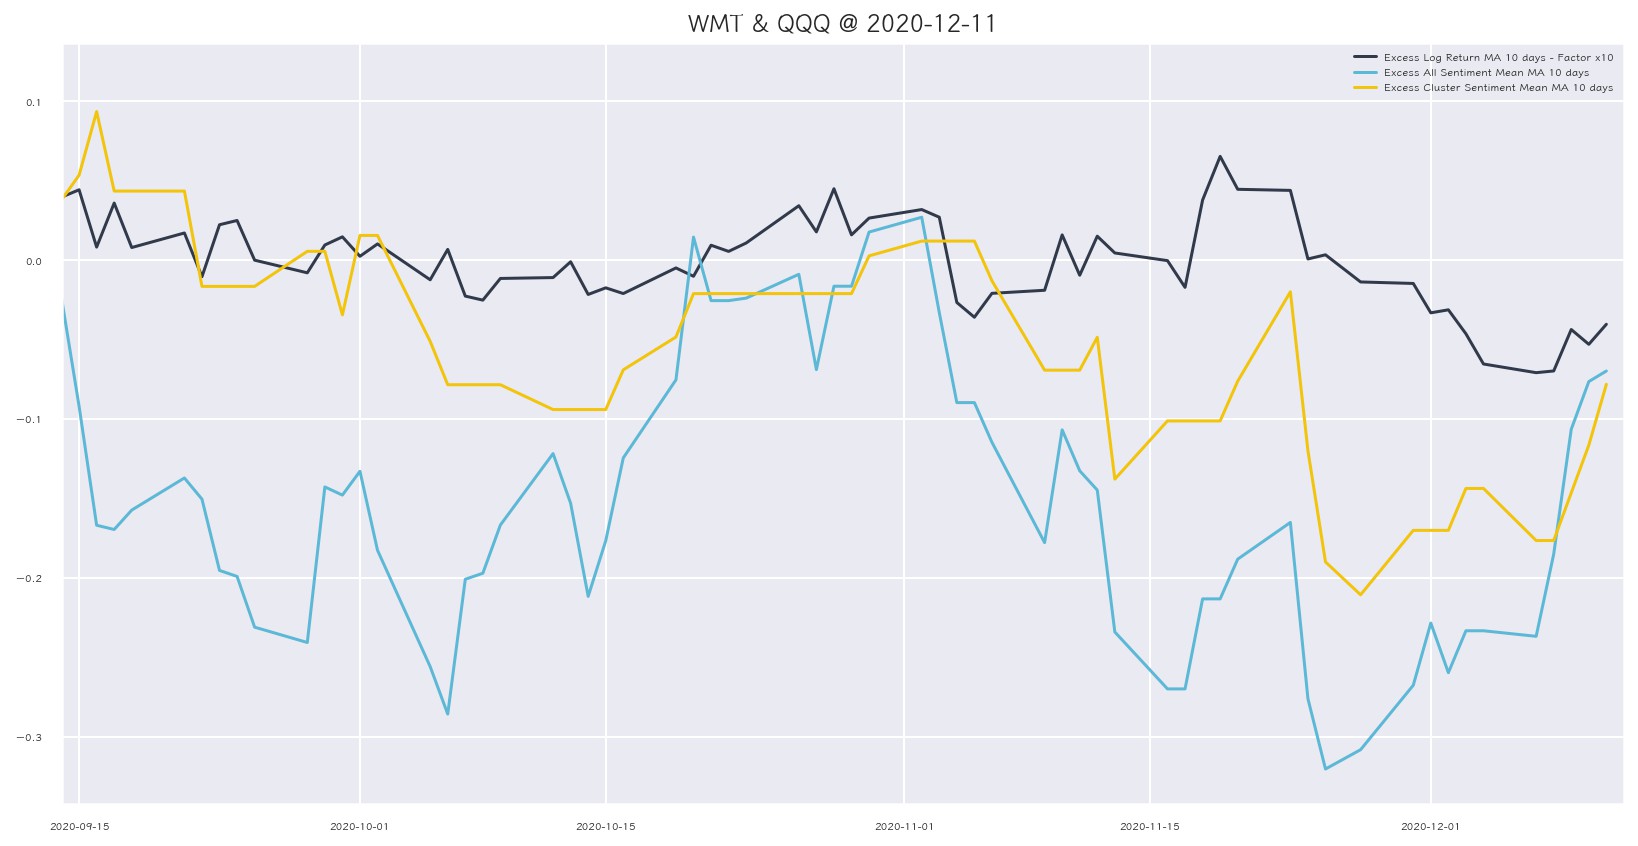 WMT & QQQ @ 2020-12-11
Excess Log Return MA 10 days - Factor x10
Excess All Sentiment Mean MA 10 days
Excess Cluster Sentiment Mean MA 10 days
0.1
0.0
−0.1
−0.2
−0.3
2020-09-15 2020-10-01 2020-10-15 2020-11-01 2020-11-15 2020-12-01